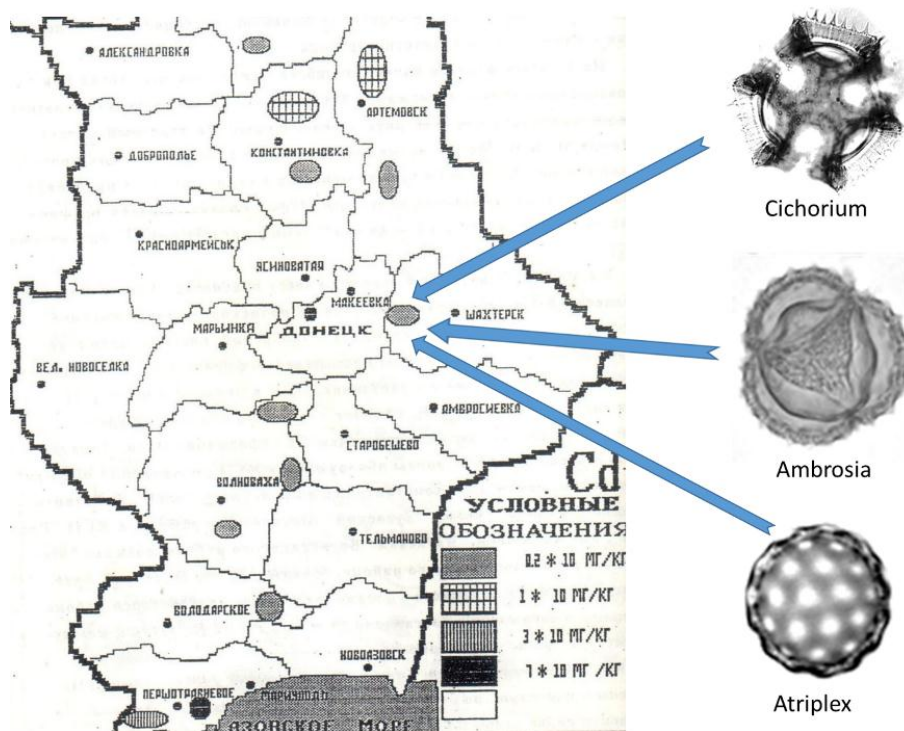 АЛЕКСАНДРОВКА
АРТЕМОВСК
ДОБРОПОЛЬЕ
КОНСТАНТИНОВКА
Cichorium
КРАСНОАРМЕЙСЬК
ЯСИНОВАТАЯ
МАКЕЕВКА
ШАХТЕРСК
МАРЬИНКА
ДОНЕЦК
ВЕЛ. НОВОСЕЛКА
АМВРОСИЕВКА
СТАРОБЕШЕВО
Ambrosia
Cd
ВОЛНОВАХА
УСЛОВНЫЕ
ОБОЗНАЧЕНИЯ
ТЕЛЬМАНОВО
0.2 * 10 МГ/КГ
1 * 10 МГ/КГ
ВОЛОДАРСКОЕ
3 * 10 МГ/КГ
НОВОАЗОВСК
7 * 10 МГ/КГ
ПЕРШОТРАВНЕВОЕ
МАРИУПОЛЬ
АЗОВСКОЕ МОРЕ
Atriplex